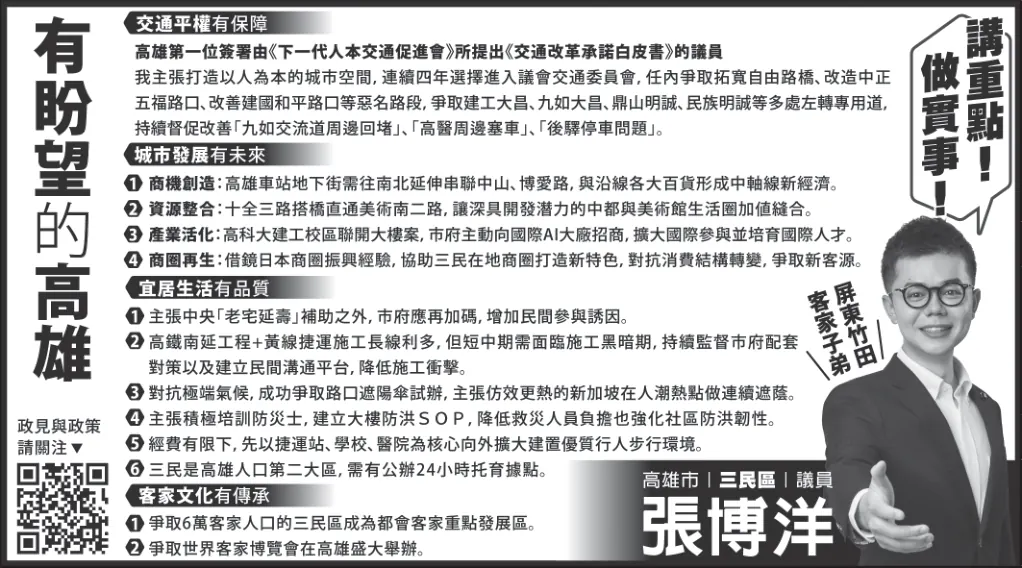 有盼望的高雄
政見與政策
請關注▼
交通平權有保障
高雄第一位簽署由《下一代人本交通促進會》所提出《交通改革承諾白皮書》的議員
我主張打造以人為本的城市空間，連續四年選擇進入議會交通委員會，任內爭取拓寬自由路橋、改造中正
五福路口、改善建國和平路口等惡名路段，爭取建工大昌、九如大昌、鼎山明誠、民族明誠等多處左轉專用道，
持續督促改善「九如交流道周邊回堵」、「高醫周邊塞車」、「後驛停車問題」。
城市發展有未來
❶ 商機創造：高雄車站地下街需往南北延伸串聯中山、博愛路，與沿線各大百貨形成中軸線新經濟。
❷ 資源整合：十全三路搭橋直通美術南二路，讓深具開發潛力的中都與美術館生活圈加值縫合。
❸ 產業活化：高科大建工校區聯開大樓案，市府主動向國際AI大廠招商，擴大國際參與並培育國際人才。
❹ 商圈再生：借鏡日本商圈振興經驗，協助三民在地商圈打造新特色，對抗消費結構轉變，爭取新客源。
宜居生活有品質
❶ 主張中央「老宅延壽」補助之外，市府應再加碼，增加民間參與誘因。
❷ 高鐵南延工程+黃線捷運施工長線利多，但短中期需面臨施工黑暗期，持續監督市府配套
對策以及建立民間溝通平台，降低施工衝擊。
❸ 對抗極端氣候，成功爭取路口遮陽傘試辦，主張仿效更熱的新加坡在人潮熱點做連續遮蔭。
❹ 主張積極培訓防災士，建立大樓防洪ＳＯＰ，降低救災人員負擔也強化社區防洪韌性。
❺ 經費有限下，先以捷運站、學校、醫院為核心向外擴大建置優質行人步行環境。
❻ 三民是高雄人口第二大區，需有公辦24小時托育據點。
客家文化有傳承
❶ 爭取6萬客家人口的三民區成為都會客家重點發展區。
❷ 爭取世界客家博覽會在高雄盛大舉辦。
講重點！
做實事！
屏東竹田
客家子弟
高雄市｜三民區｜議員
張博洋